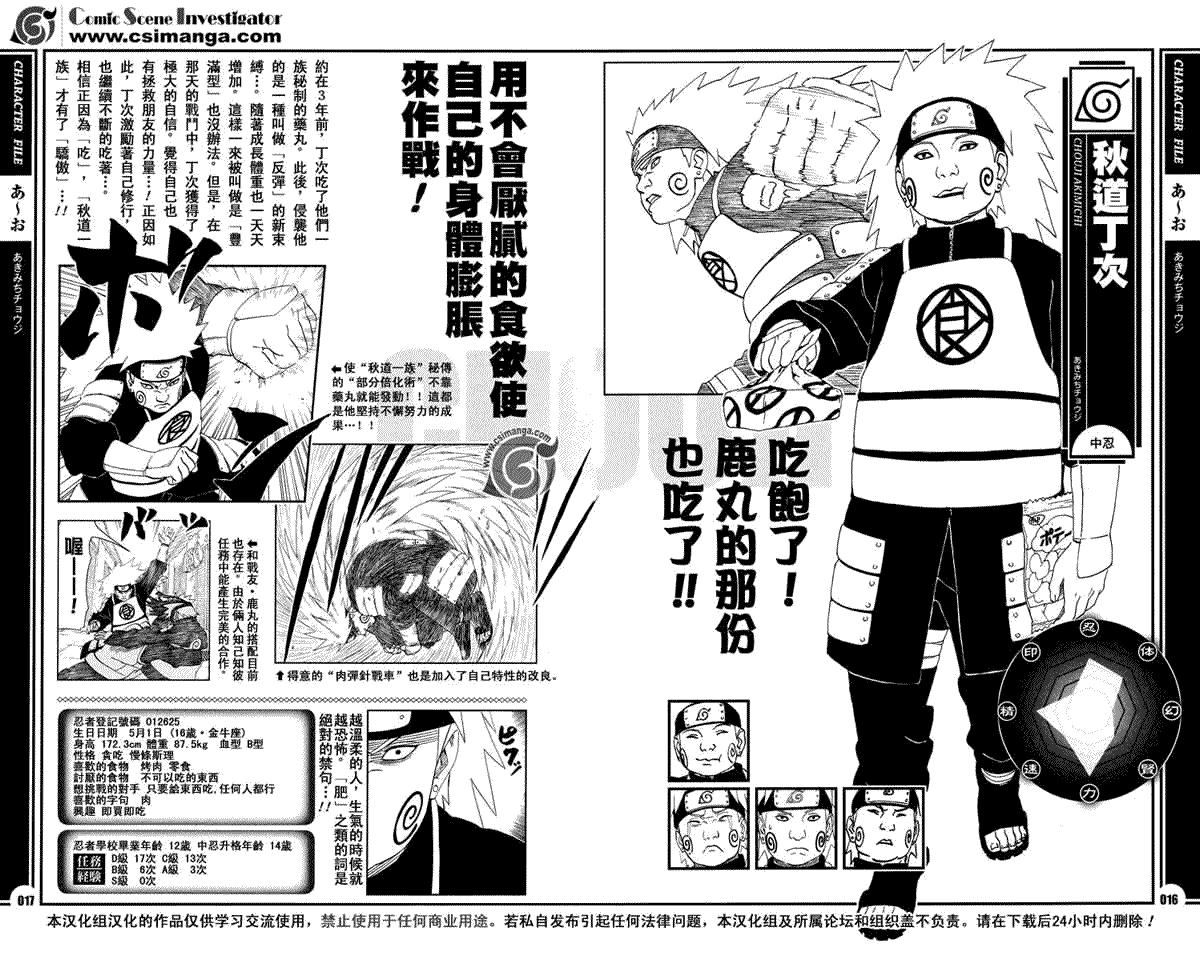 Comic Scene Investigator
www.csimanga.com
CHARACTER FILE
あ～お
あきみちチョウジ
秋道丁次
CHOUJI AKIMICHI
あきみちチョウジ
中忍
吃飽了！
鹿丸的那份
也吃了!!
忍
体
幻
賢
力
速
精
印
ポテ
016
CHARACTER FILE
あ～お
あきみちチョウジ
用不會厭膩的食欲使
自己的身體膨脹
來作戰！
約在3年前，丁次吃了他們一
族秘制的藥丸。此後，侵襲他
的是一種叫做「反彈」的新束
縛…。隨著成長體重也一天天
增加。這樣一來被叫做是「豐
滿型」也沒辦法。但是，在
那天的戰鬥中，丁次獲得了
極大的自信。覺得自己也
有拯救朋友的力量…！正因如
此，丁次激勵著自己修行，
也繼續不斷的吃著…。
相信正因為「吃」，「秋道一
族」才有了「驕傲」…!!
食
←使“秋道一族”秘傳
的“部分倍化術”不靠
藥丸就能發動！！這都
是他堅持不懈努力的成
果…！！
www.csimanga.com
バッ
喔——！
←和戰友・鹿丸的搭配目前
也存在。由於倆人知己知彼
任務中能產生完美的合作。
↑得意的“肉彈針戰車”也是加入了自己特性的改良。
忍者登記號碼 012625
生日日期 5月1日 (16歲・金牛座)
身高 172.3cm 體重 87.5kg 血型 B型
性格 貪吃 慢條斯理
喜歡的食物 烤肉 零食
討厭的食物 不可以吃的東西
想挑戰的對手 只要給東西吃,任何人都行
喜歡的字句 肉
興趣 即買即吃
忍者學校畢業年齡 12歲 中忍升格年齡 14歲
任務經驗
D級 17次 C級 13次
B級 6次 A級 3次
S級 0次
越溫柔的人，生氣的時候就
越恐怖。「肥」之類的詞是
絕對的禁句…!!
ピクッ
017
本汉化组汉化的作品仅供学习交流使用，禁止使用于任何商业用途。若私自发布引起任何法律问题，本汉化组及所属论坛和组织盖不负责。请在下载后24小时内删除！